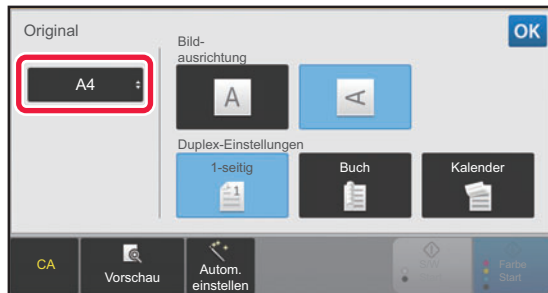 Original
OK
Bild-
ausrichtung
A4
A
A
Duplex-Einstellungen
1-seitig
Buch
Kalender
1
CA
Vorschau
Autom.
einstellen
S/W
Start
Farbe
Start